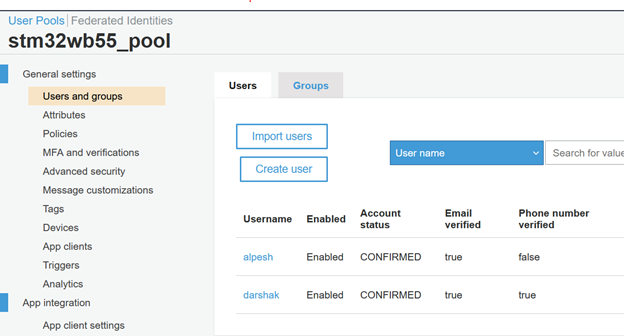 User Pools | Federated Identities
stm32wb55_pool
General settings
Users and groups
Attributes
Policies
MFA and verifications
Advanced security
Message customizations
Tags
Devices
App clients
Triggers
Analytics
App integration
App client settings
Users Groups
Import users
Create user
User name Search for value
Username Enabled Account status Email verified Phone number verified
alpesh Enabled CONFIRMED true false
darshak Enabled CONFIRMED true true